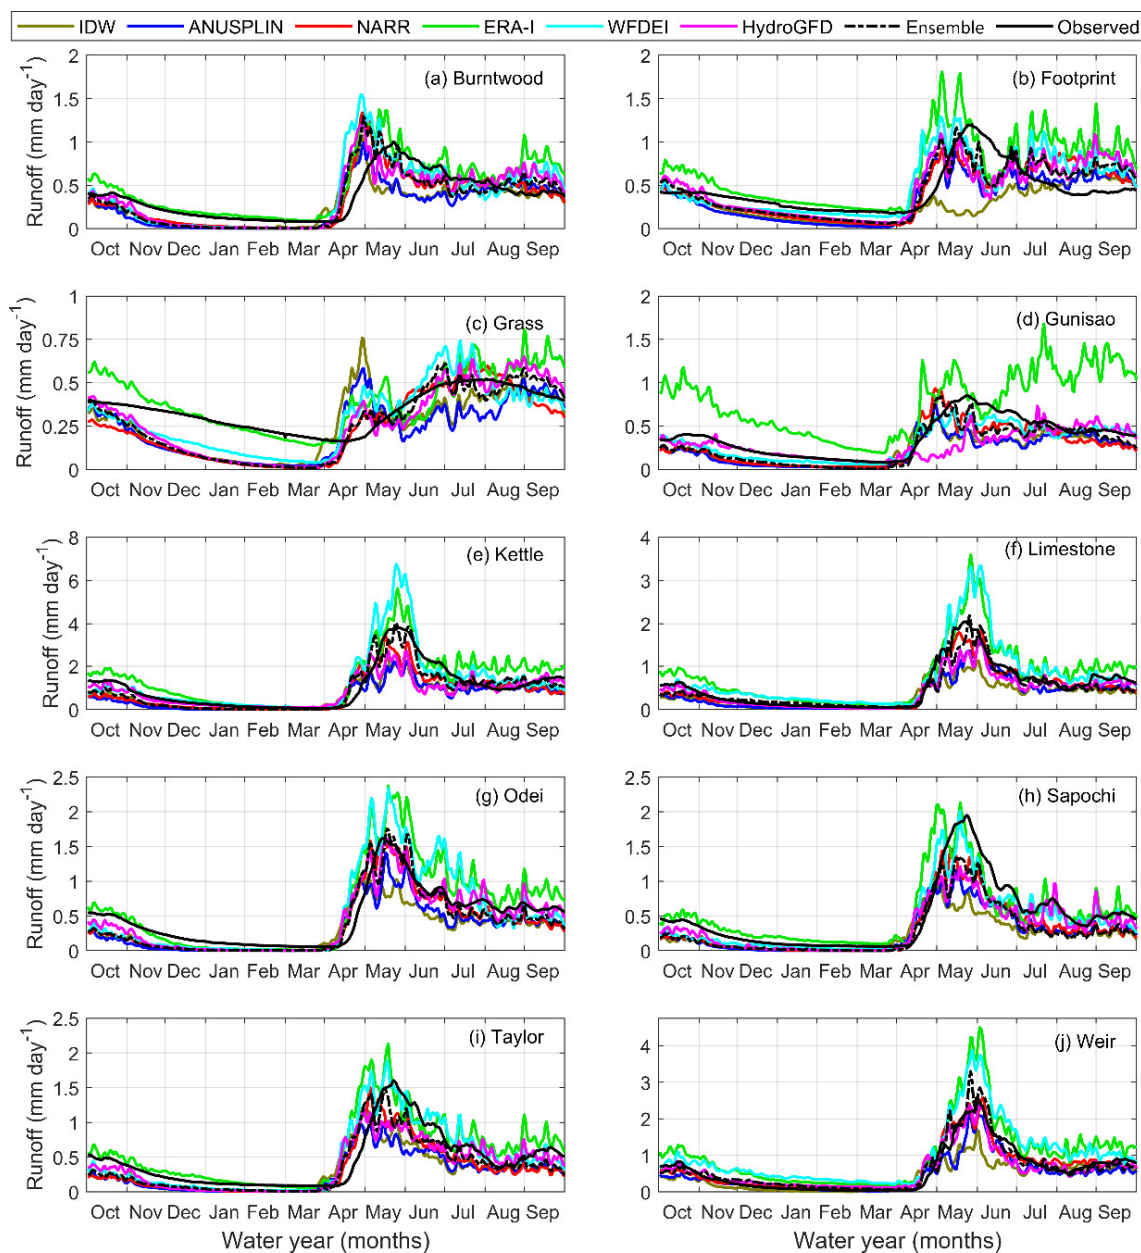 IDW ANUSPLIN NARR ERA-I WFDEI HydroGFD Ensemble Observed
Runoff (mm day-1)
2
1.5
1
0.5
0
(a) Burntwood
Oct Nov Dec Jan Feb Mar Apr May Jun Jul Aug Sep
2
1.5
1
0.5
0
(b) Footprint
Oct Nov Dec Jan Feb Mar Apr May Jun Jul Aug Sep
Runoff (mm day-1)
1
0.75
0.5
0.25
0
(c) Grass
Oct Nov Dec Jan Feb Mar Apr May Jun Jul Aug Sep
2
1.5
1
0.5
0
(d) Gunisao
Oct Nov Dec Jan Feb Mar Apr May Jun Jul Aug Sep
Runoff (mm day-1)
8
6
4
2
0
(e) Kettle
Oct Nov Dec Jan Feb Mar Apr May Jun Jul Aug Sep
4
3
2
1
0
(f) Limestone
Oct Nov Dec Jan Feb Mar Apr May Jun Jul Aug Sep
Runoff (mm day-1)
2.5
2
1.5
1
0.5
0
(g) Odei
Oct Nov Dec Jan Feb Mar Apr May Jun Jul Aug Sep
2.5
2
1.5
1
0.5
0
(h) Sapochi
Oct Nov Dec Jan Feb Mar Apr May Jun Jul Aug Sep
Runoff (mm day-1)
2.5
2
1.5
1
0.5
0
(i) Taylor
Oct Nov Dec Jan Feb Mar Apr May Jun Jul Aug Sep
Water year (months)
4
3
2
1
0
(j) Weir
Oct Nov Dec Jan Feb Mar Apr May Jun Jul Aug Sep
Water year (months)